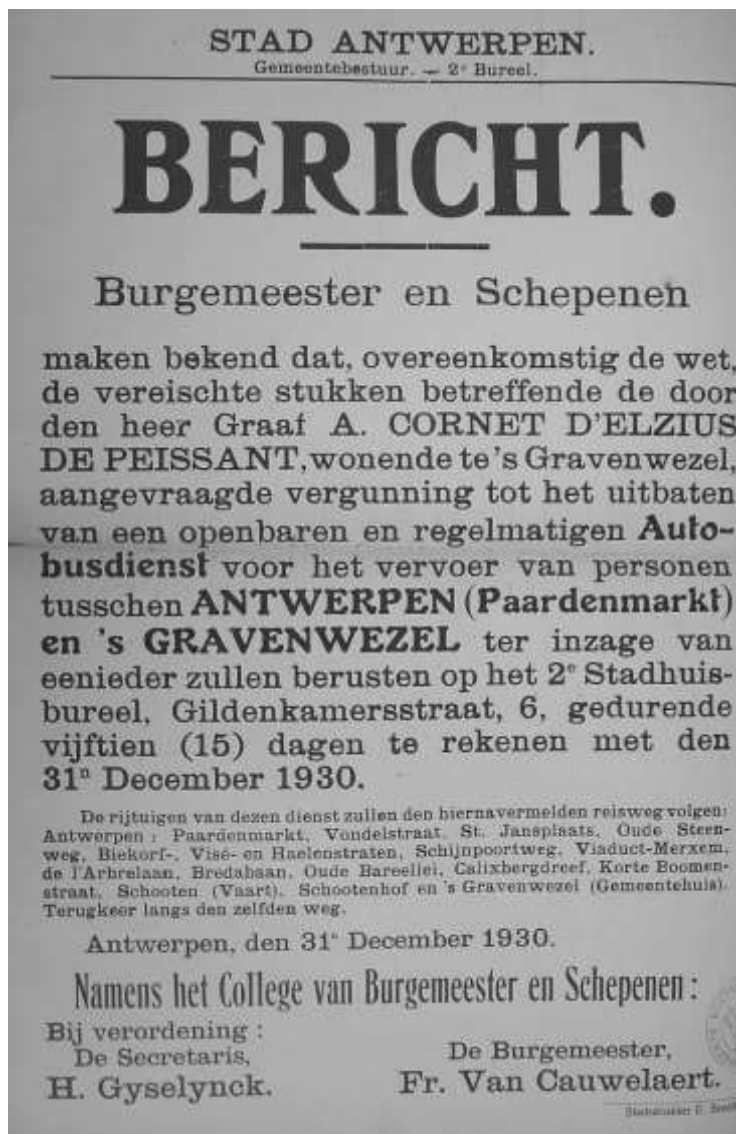 STAD ANTWERPEN.
Gemeentebestuur. — 2e Bureel.
BERICHT.
Burgemeester en Schepenen
maken bekend dat, overeenkomstig de wet,
de vereischte stukken betreffende de door
den heer Graaf A. CORNET D'ELZIUS
DE PEISSANT, wonende te 's Gravenwezel,
aangevraagde vergunning tot het uitbaten
van een openbaren en regelmatigen Auto-
busdienst voor het vervoer van personen
tusschen ANTWERPEN (Paardenmarkt)
en 's GRAVENWEZEL ter inzage van
eenieder zullen berusten op het 2e Stadhuis-
bureel, Gildenkamersstraat, 6, gedurende
vijftien (15) dagen te rekenen met den
31n December 1930.
De rijtuigen van dezen dienst zullen den hiernavermelden reisweg volgen:
Antwerpen : Paardenmarkt, Vondelstraat, St. Jansplaats, Oude Steen-
weg, Biekorf-, Visé- en Haelenstraten, Schijnpoortweg, Viaduct-Merxem,
de l'Arbrelaan, Bredabaan, Oude Bareellei, Calixbergdreef, Korte Boomen-
straat, Schooten (Vaart), Schootenhof en 's Gravenwezel (Gemeentehuis).
Terugkeer langs den zelfden weg.
Antwerpen, den 31n December 1930.
Namens het College van Burgemeester en Schepenen :
Bij verordening :
De Secretaris,
H. Gyselynck.
De Burgemeester,
Fr. Van Cauwelaert.